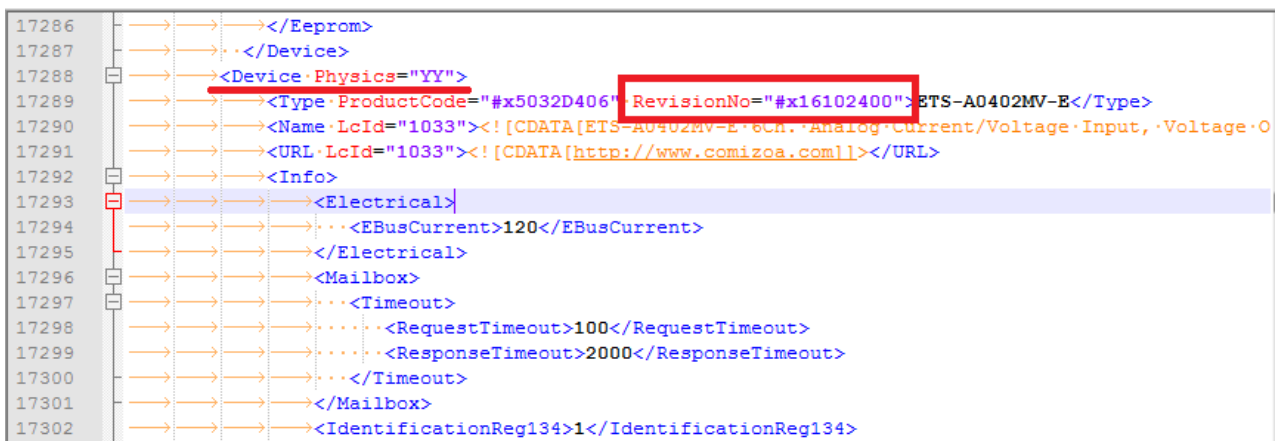 17286 </Eeprom>
17287 </Device>
17288 <Device Physics="YY">
17289 <Type ProductCode="#x5032D406" RevisionNo="#x16102400">ETS-A0402MV-E</Type>
17290 <Name LcId="1033"><![CDATA[ETS-A0402MV-E 6Ch. Analog Current/Voltage Input, Voltage O
17291 <URL LcId="1033"><![CDATA[http://www.comizoa.com]]></URL>
17292 <Info>
17293 <Electrical>
17294 <EBusCurrent>120</EBusCurrent>
17295 </Electrical>
17296 <Mailbox>
17297 <Timeout>
17298 <RequestTimeout>100</RequestTimeout>
17299 <ResponseTimeout>2000</ResponseTimeout>
17300 </Timeout>
17301 </Mailbox>
17302 <IdentificationReg134>1</IdentificationReg134>